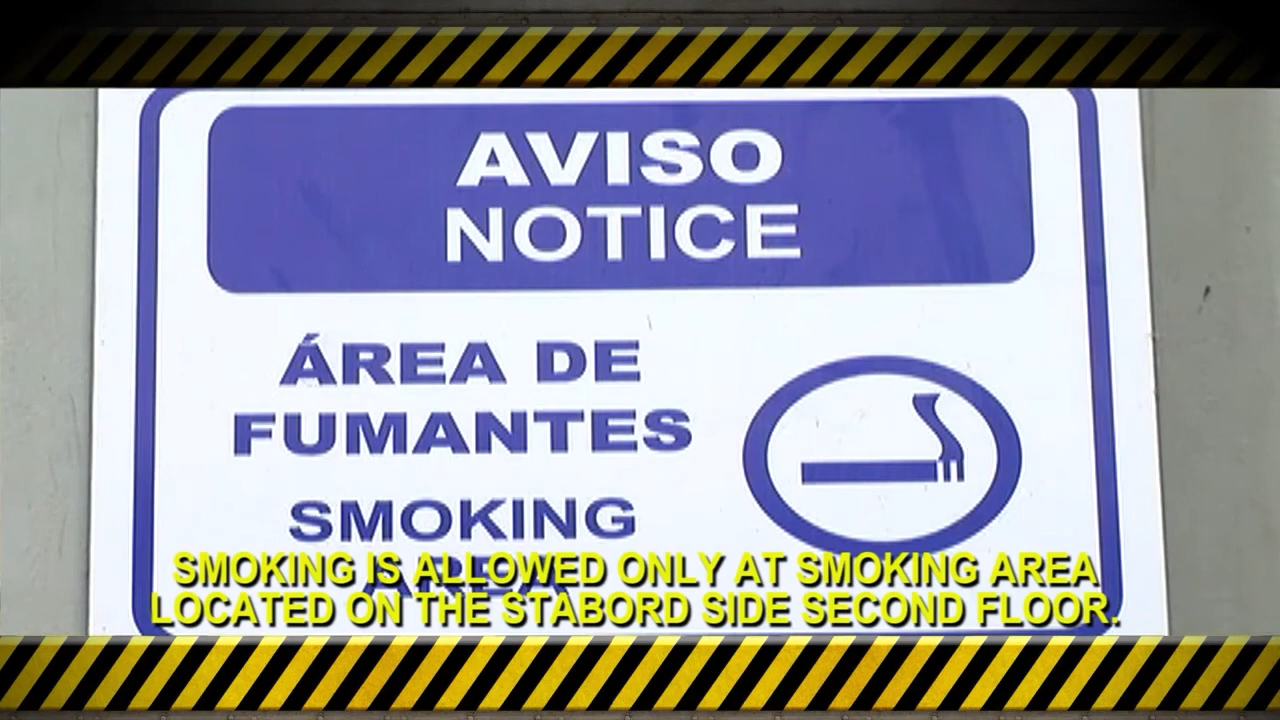 AVISO
NOTICE
ÁREA DE
FUMANTES
SMOKING
AREA
SMOKING IS ALLOWED ONLY AT SMOKING AREA
LOCATED ON THE STABORD SIDE SECOND FLOOR.